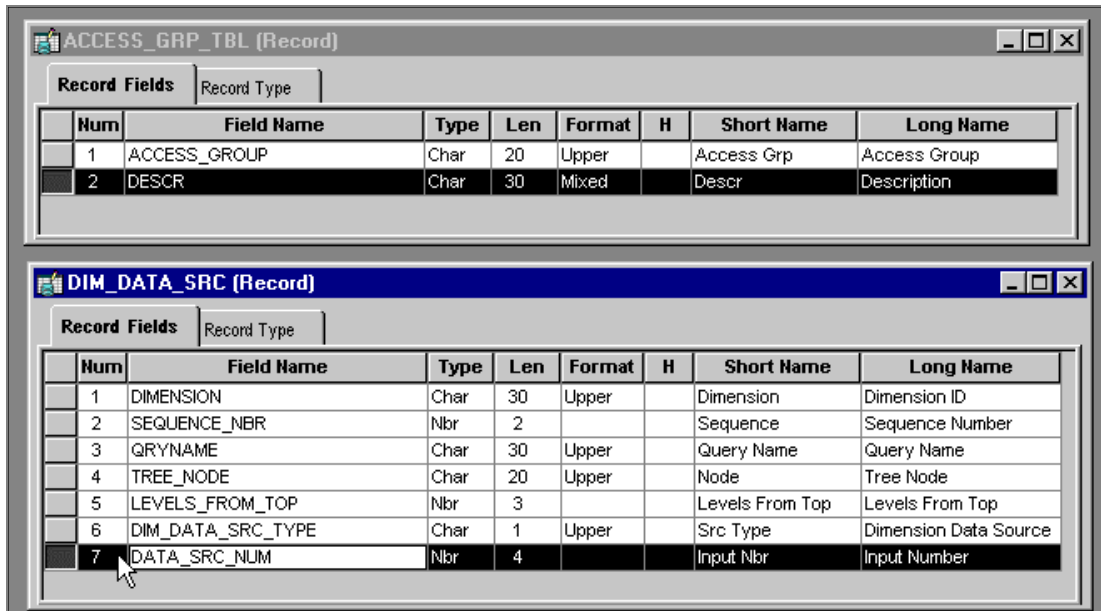 ACCESS_GRP_TBL (Record)
Record Fields Record Type
Num Field Name Type Len Format H Short Name Long Name
1 ACCESS_GROUP Char 20 Upper Access Grp Access Group
2 DESCR Char 30 Mixed Descr Description
DIM_DATA_SRC (Record)
Record Fields Record Type
Num Field Name Type Len Format H Short Name Long Name
1 DIMENSION Char 30 Upper Dimension Dimension ID
2 SEQUENCE_NBR Nbr 2 Sequence Sequence Number
3 QRYNAME Char 30 Upper Query Name Query Name
4 TREE_NODE Char 20 Upper Node Tree Node
5 LEVELS_FROM_TOP Nbr 3 Levels From Top Levels From Top
6 DIM_DATA_SRC_TYPE Char 1 Upper Src Type Dimension Data Source
7 DATA_SRC_NUM Nbr 4 Input Nbr Input Number